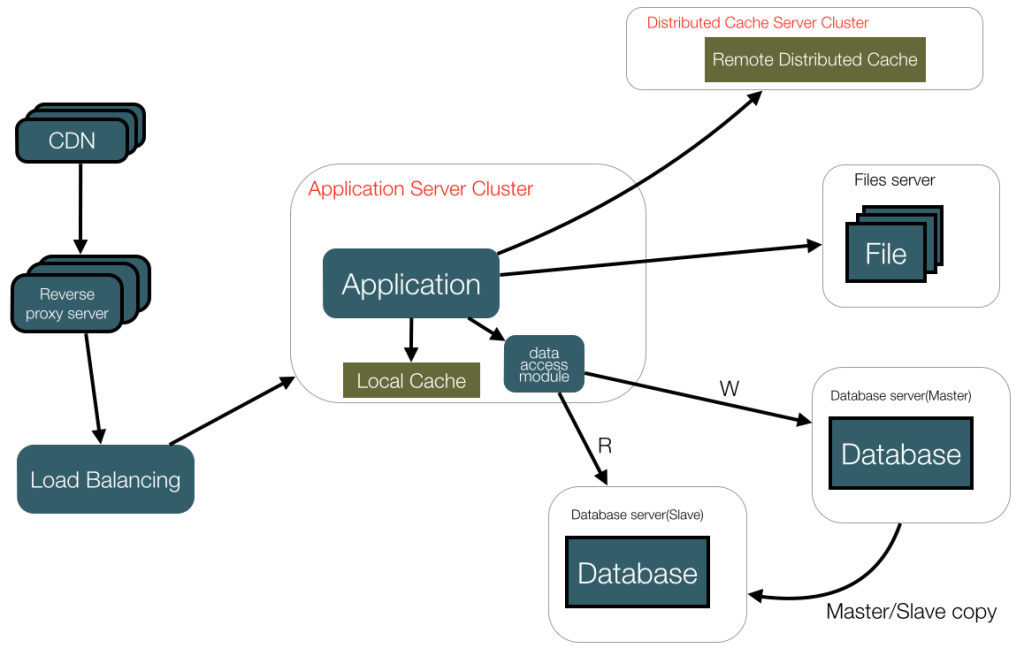 Distributed Cache Server Cluster
Remote Distributed Cache
CDN
Application Server Cluster
Files server
File
Application
Reverse
proxy server
data
access
module
Local Cache
W
Database server(Master)
Database
R
Load Balancing
Database server(Slave)
Database
Master/Slave copy